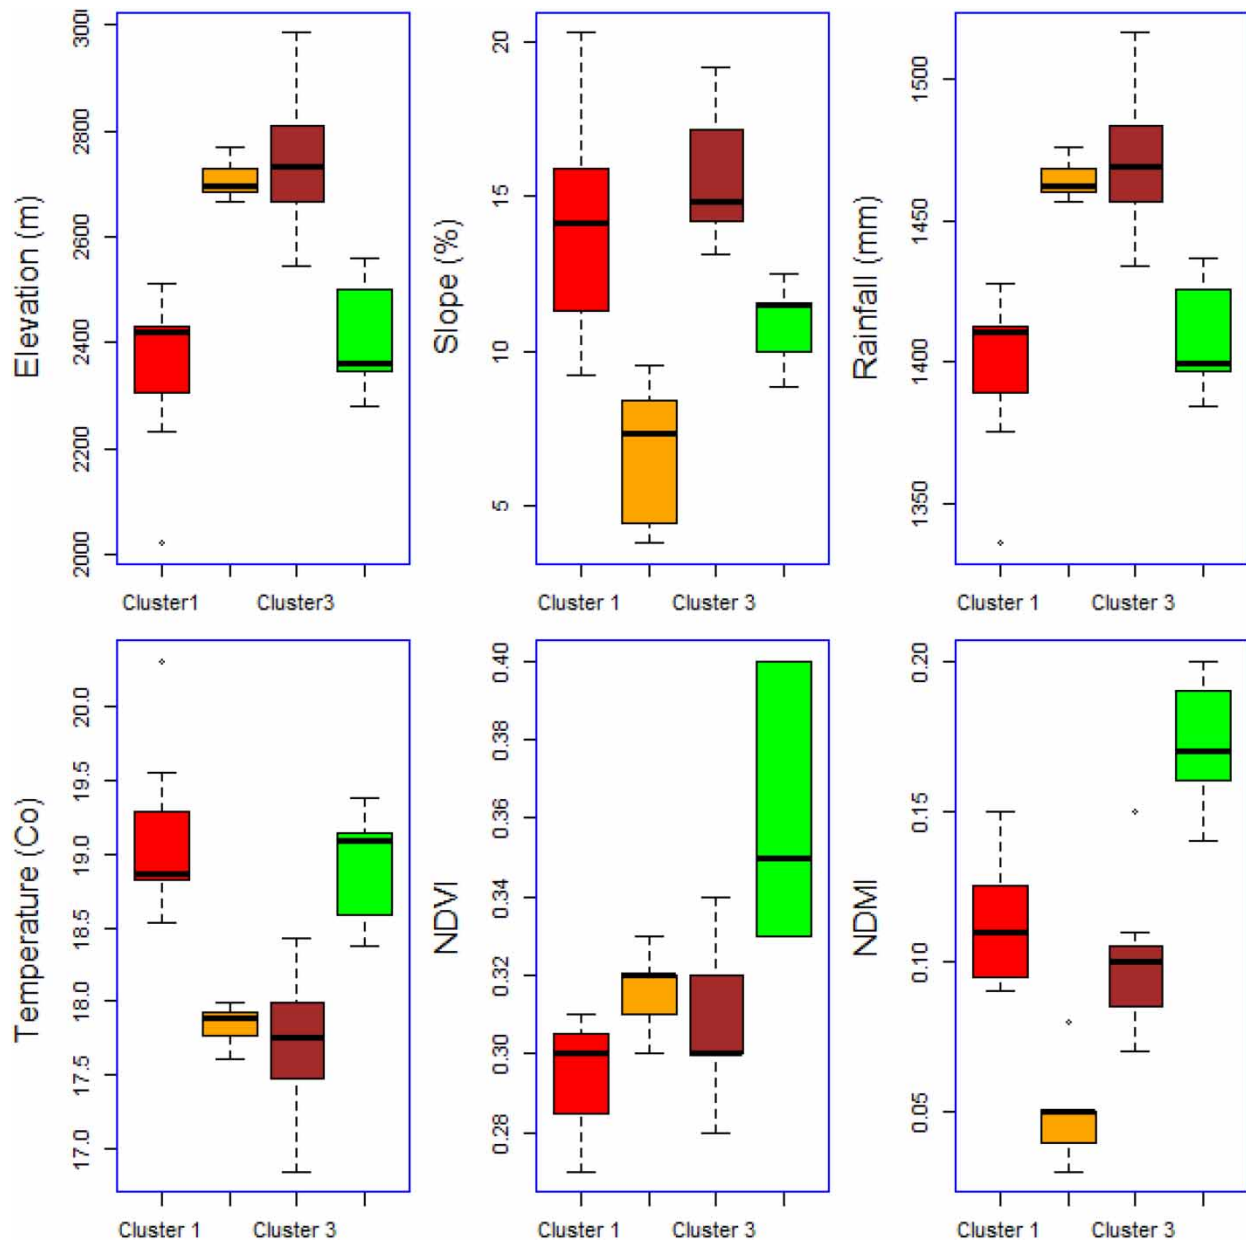 Elevation (m)
2000
2200
2400
2600
2800
3000
Cluster1
Cluster3
Slope (%)
5
10
15
20
Cluster 1
Cluster 3
Rainfall (mm)
1350
1400
1450
1500
Cluster 1
Cluster 3
Temperature (Co)
17.0
17.5
18.0
18.5
19.0
19.5
20.0
Cluster 1
Cluster 3
NDVI
0.28
0.30
0.32
0.34
0.36
0.38
0.40
Cluster 1
Cluster 3
NDMI
0.05
0.10
0.15
0.20
Cluster 1
Cluster 3